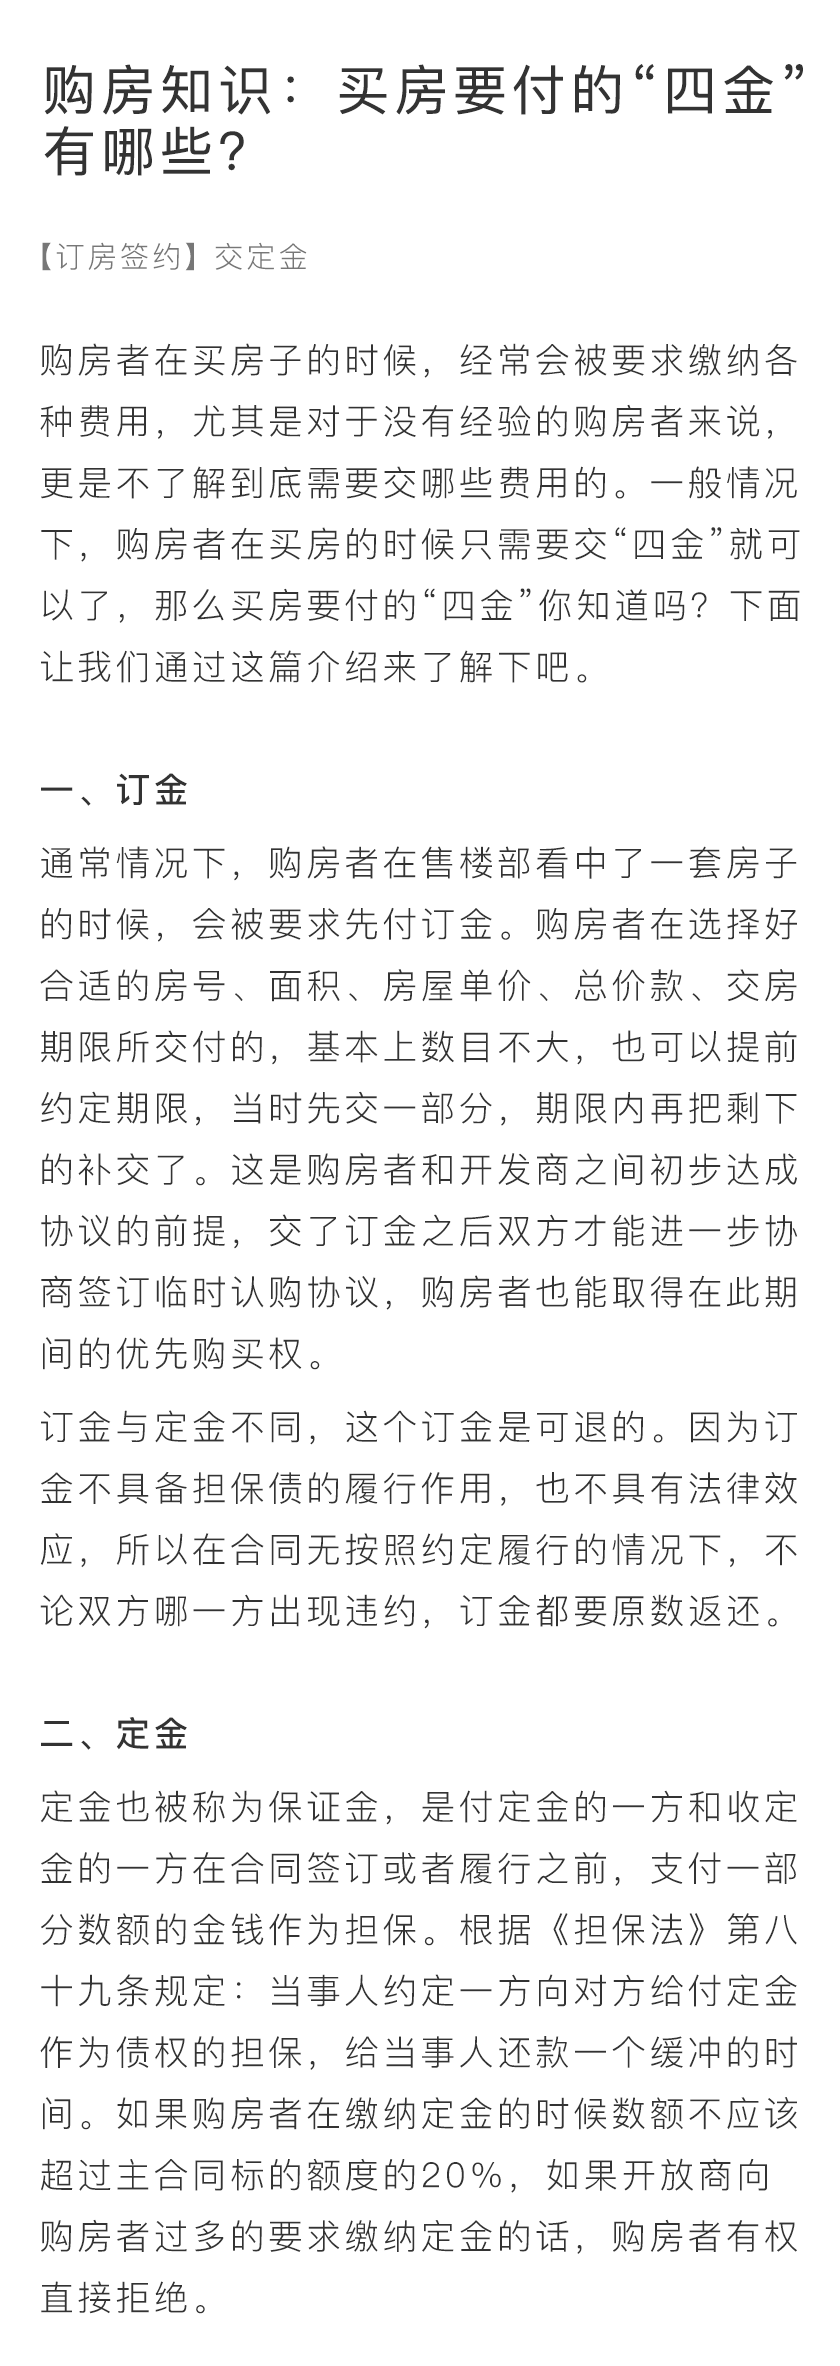 购房知识：买房要付的“四金”
有哪些？
【订房签约】交定金
购房者在买房子的时候，经常会被要求缴纳各
种费用，尤其是对于没有经验的购房者来说，
更是不了解到底需要交哪些费用的。一般情况
下，购房者在买房的时候只需要交“四金”就可
以了，那么买房要付的“四金”你知道吗？下面
让我们通过这篇介绍来了解下吧。
一、订金
通常情况下，购房者在售楼部看中了一套房子
的时候，会被要求先付订金。购房者在选择好
合适的房号、面积、房屋单价、总价款、交房
期限所交付的，基本上数目不大，也可以提前
约定期限，当时先交一部分，期限内再把剩下
的补交了。这是购房者和开发商之间初步达成
协议的前提，交了订金之后双方才能进一步协
商签订临时认购协议，购房者也能取得在此期
间的优先购买权。
订金与定金不同，这个订金是可退的。因为订
金不具备担保债的履行作用，也不具有法律效
应，所以在合同无按照约定履行的情况下，不
论双方哪一方出现违约，订金都要原数返还。
二、定金
定金也被称为保证金，是付定金的一方和收定
金的一方在合同签订或者履行之前，支付一部
分数额的金钱作为担保。根据《担保法》第八
十九条规定：当事人约定一方向对方给付定金
作为债权的担保，给当事人还款一个缓冲的时
间。如果购房者在缴纳定金的时候数额不应该
超过主合同标的额度的20%，如果开放商向
购房者过多的要求缴纳定金的话，购房者有权
直接拒绝。